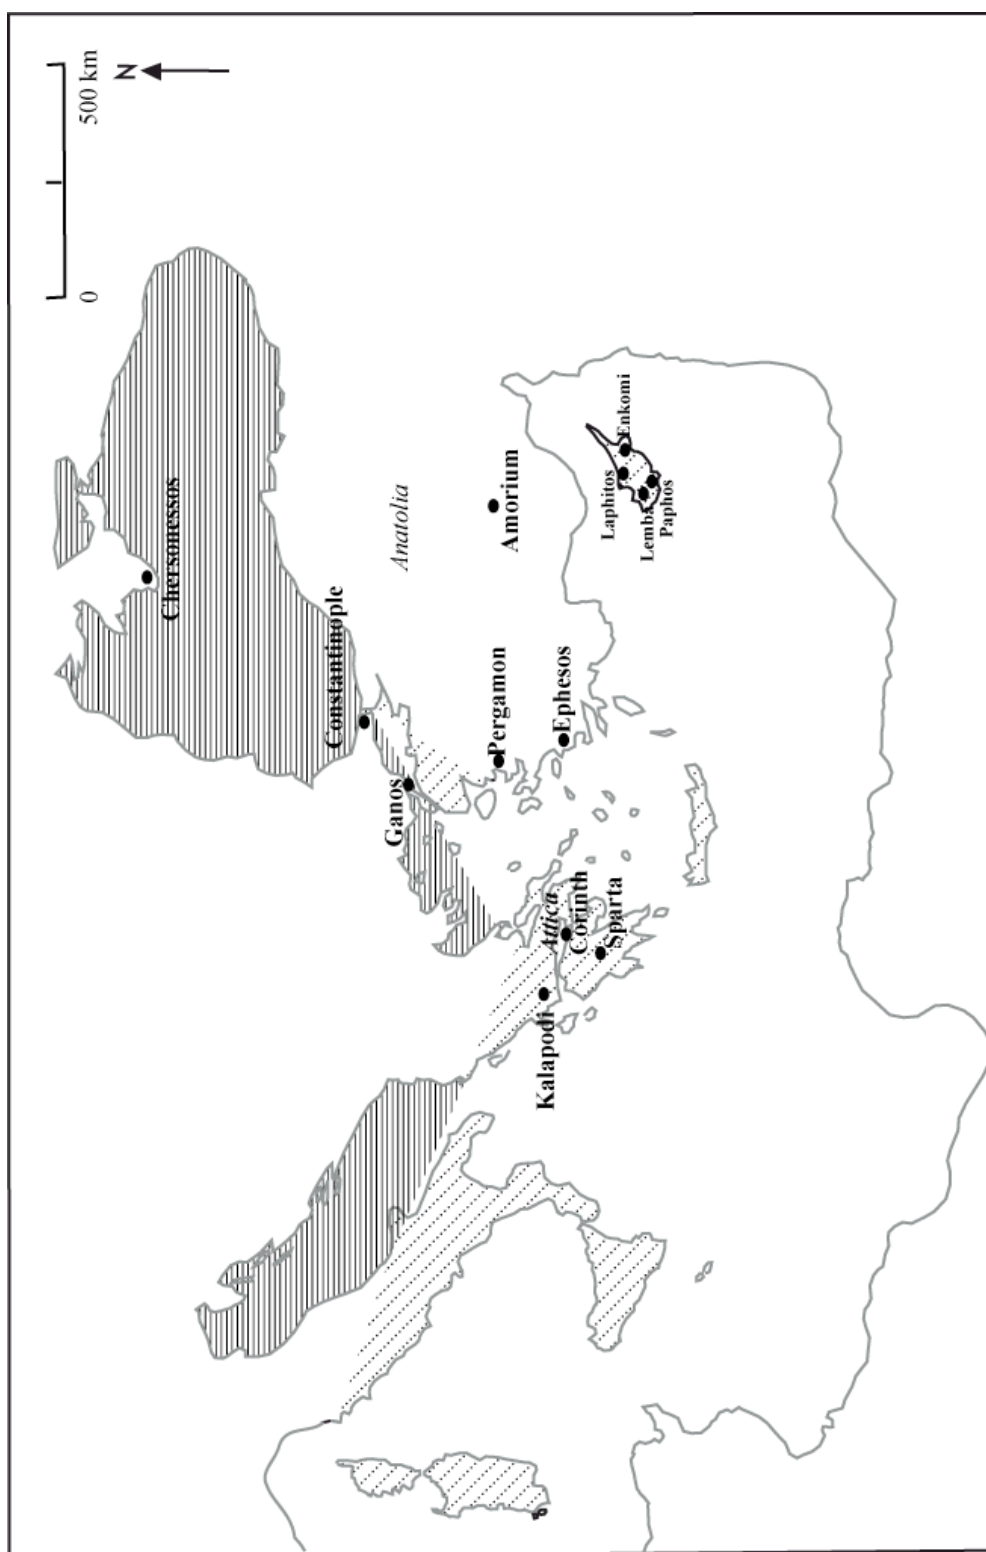 0
500 km
N
Chersonessos
Constantinople
Anatolia
Ganos
Amorium
Pergamon
Ephesos
Laphitos
Enkomi
Lemba
Paphos
Attica
Corinth
Sparta
Kalapodi